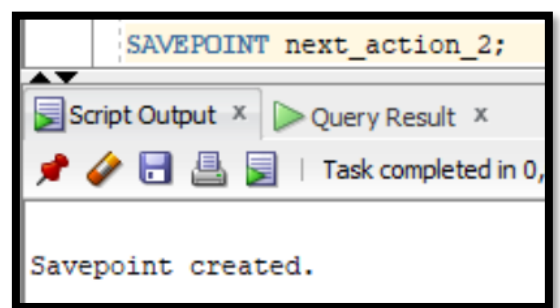 SAVEPOINT next_action_2;
Script Output x Query Result x
Task completed in 0,
Savepoint created.